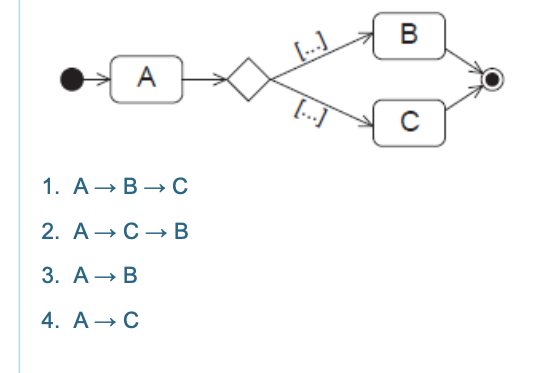 [...]
B
A
[...]
C
1. A → B → C
2. A → C → B
3. A → B
4. A → C